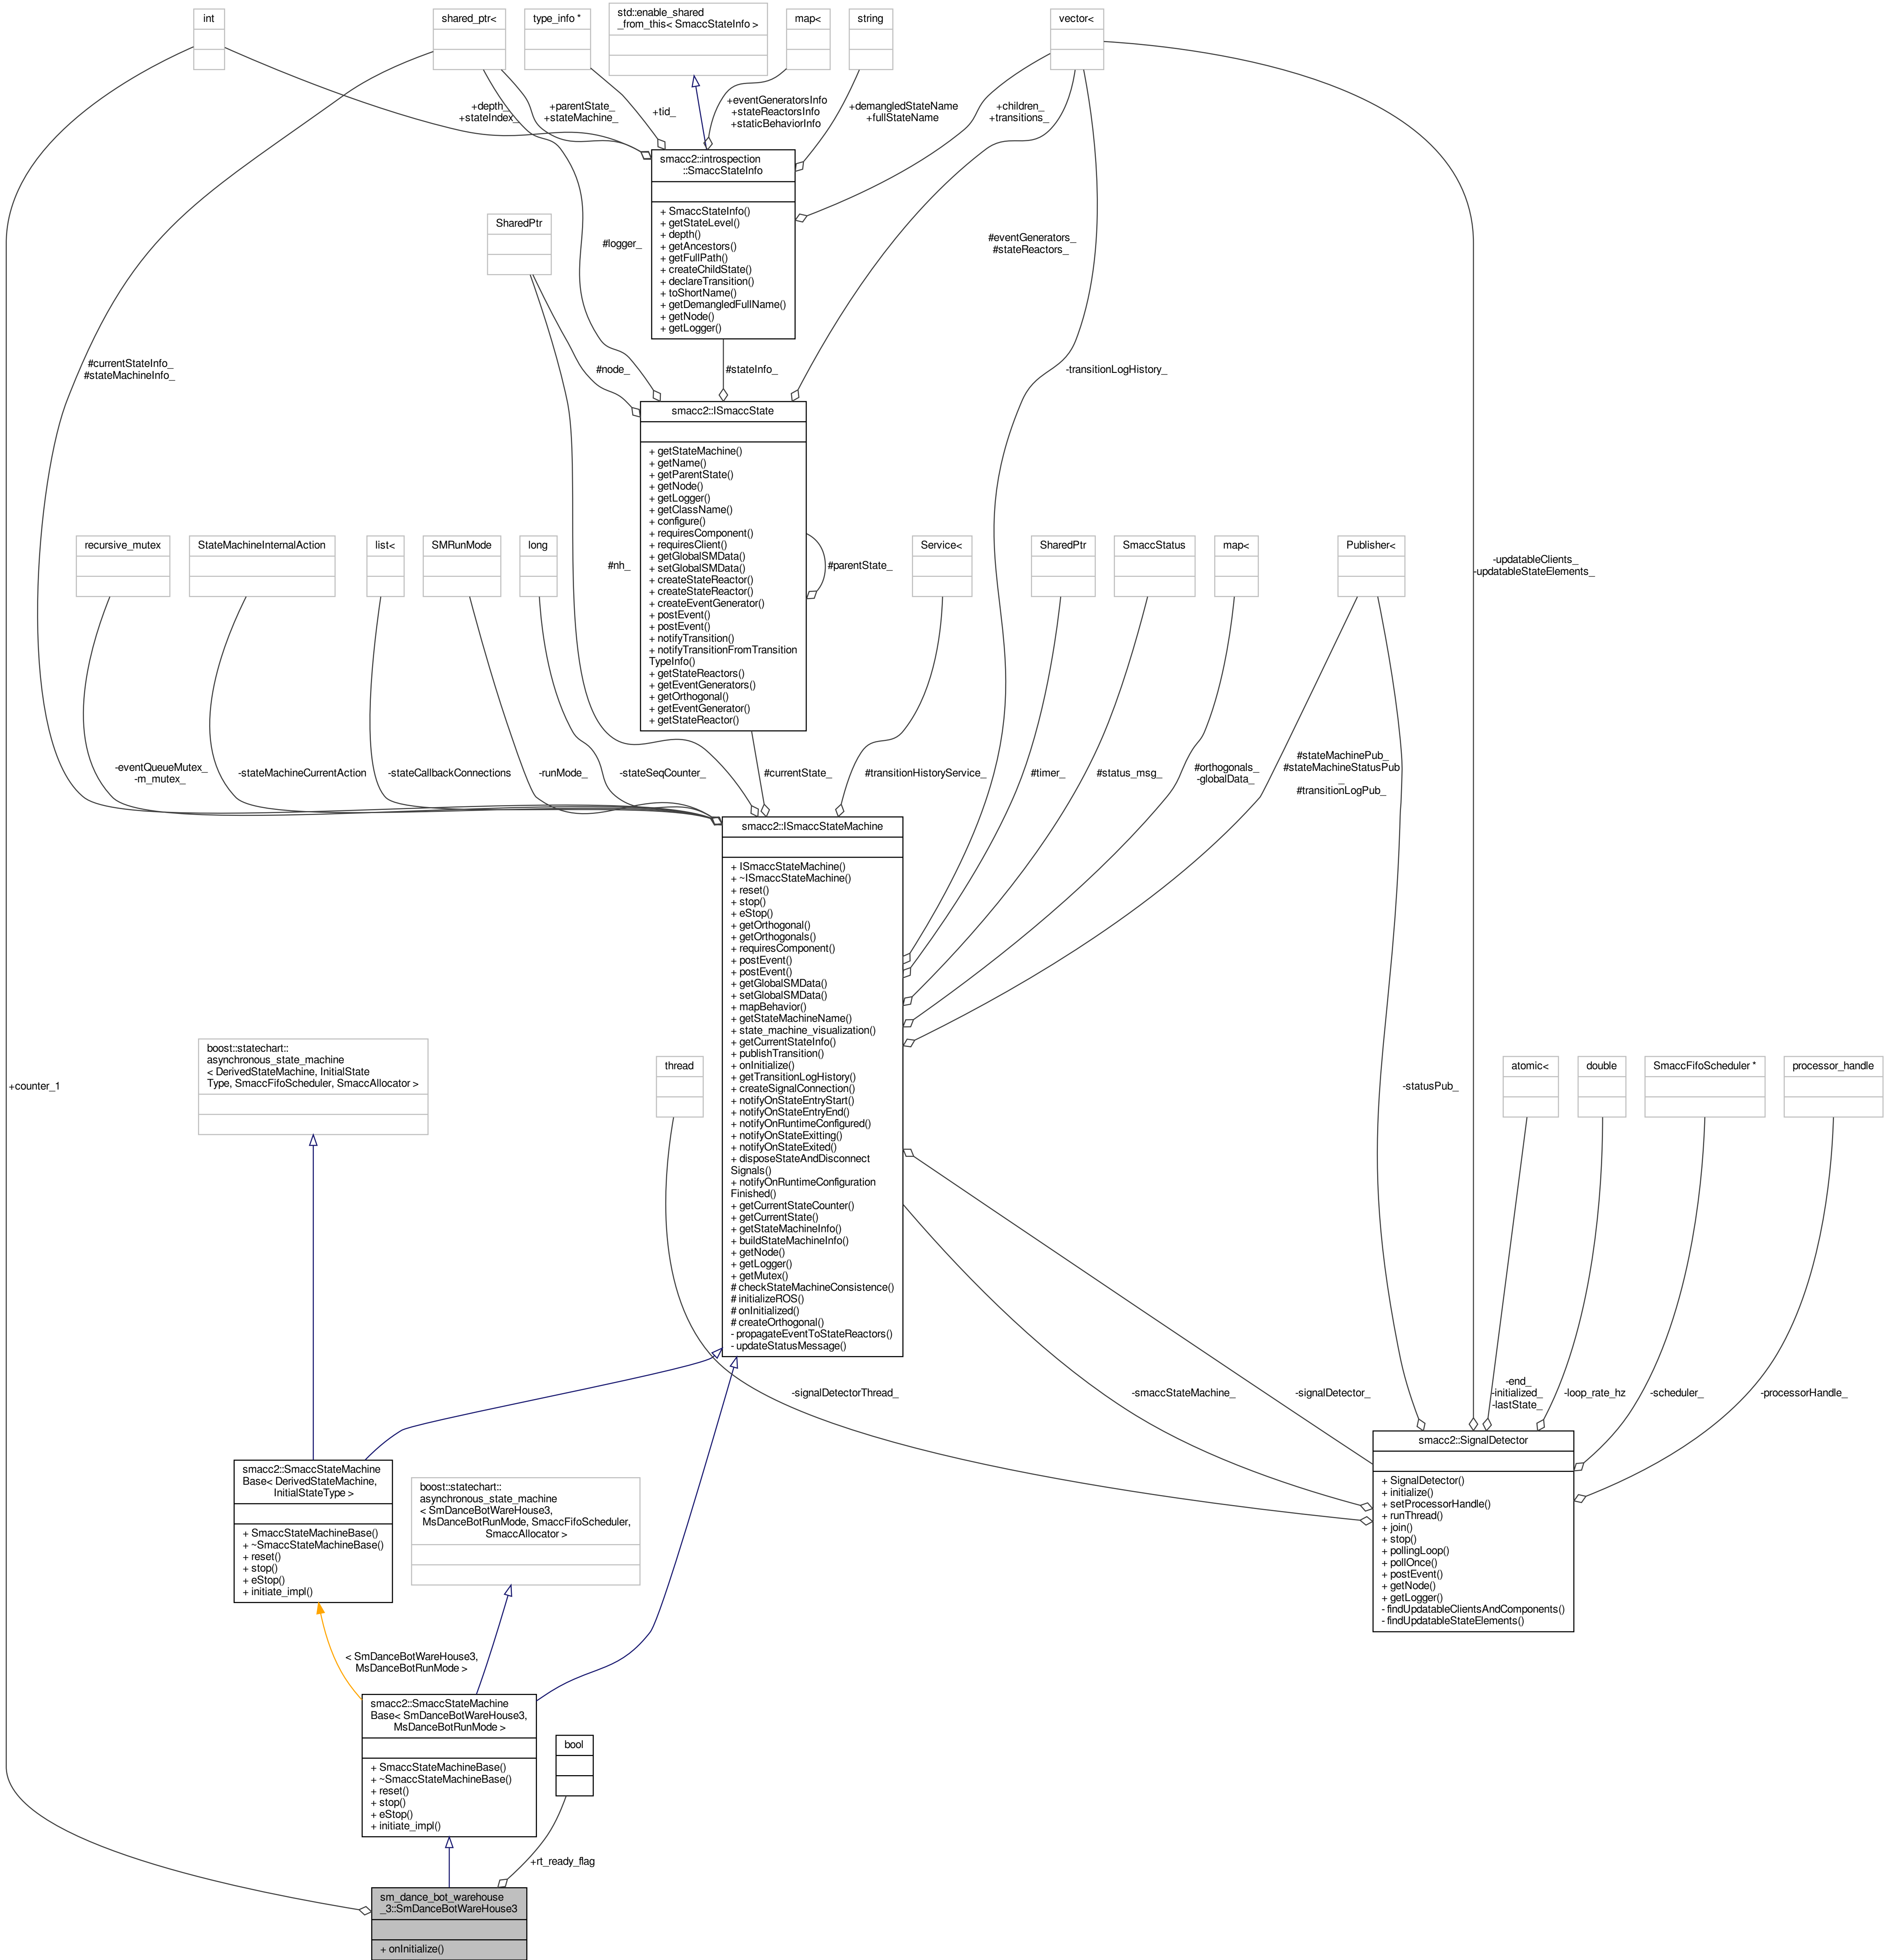 int
shared_ptr<
type_info *
std::enable_shared
_from_this< SmaccStateInfo >
map<
string
vector<
+depth_
+stateIndex_
+parentState_
+stateMachine_
+tid_
+eventGeneratorsInfo
+stateReactorsInfo
+staticBehaviorInfo
+demangledStateName
+fullStateName
+children_
+transitions_
smacc2::introspection
::SmaccStateInfo
+ SmaccStateInfo()
+ getStateLevel()
+ depth()
+ getAncestors()
+ getFullPath()
+ createChildState()
+ declareTransition()
+ toShortName()
+ getDemangledFullName()
+ getNode()
+ getLogger()
SharedPtr
#logger_
#eventGenerators_
#stateReactors_
#currentStateInfo_
#stateMachineInfo_
#node_
#stateInfo_
-transitionLogHistory_
smacc2::ISmaccState
+ getStateMachine()
+ getName()
+ getParentState()
+ getNode()
+ getLogger()
+ getClassName()
+ configure()
+ requiresComponent()
+ requiresClient()
+ getGlobalSMData()
+ setGlobalSMData()
+ createStateReactor()
+ createStateReactor()
+ createEventGenerator()
+ postEvent()
+ postEvent()
+ notifyTransition()
+ notifyTransitionFromTransition
TypeInfo()
+ getStateReactors()
+ getEventGenerators()
+ getOrthogonal()
+ getEventGenerator()
+ getStateReactor()
recursive_mutex
StateMachineInternalAction
list<
SMRunMode
long
#nh_
#parentState_
Service<
SharedPtr
SmaccStatus
map<
Publisher<
-updatableClients_
-updatableStateElements_
-eventQueueMutex_
-m_mutex_
-stateMachineCurrentAction
-stateCallbackConnections
-runMode_
-stateSeqCounter_
#currentState_
#transitionHistoryService_
#timer_
#status_msg_
#orthogonals_
-globalData_
#stateMachinePub_
#stateMachineStatusPub
_
#transitionLogPub_
smacc2::ISmaccStateMachine
+ ISmaccStateMachine()
+ ~ISmaccStateMachine()
+ reset()
+ stop()
+ eStop()
+ getOrthogonal()
+ getOrthogonals()
+ requiresComponent()
+ postEvent()
+ postEvent()
+ getGlobalSMData()
+ setGlobalSMData()
+ mapBehavior()
+ getStateMachineName()
+ state_machine_visualization()
+ getCurrentStateInfo()
+ publishTransition()
+ onInitialize()
+ getTransitionLogHistory()
+ createSignalConnection()
+ notifyOnStateEntryStart()
+ notifyOnStateEntryEnd()
+ notifyOnRuntimeConfigured()
+ notifyOnStateExitting()
+ notifyOnStateExited()
+ disposeStateAndDisconnect
Signals()
+ notifyOnRuntimeConfiguration
Finished()
+ getCurrentStateCounter()
+ getCurrentState()
+ getStateMachineInfo()
+ buildStateMachineInfo()
+ getNode()
+ getLogger()
+ getMutex()
# checkStateMachineConsistence()
# initializeROS()
# onInitialized()
# createOrthogonal()
- propagateEventToStateReactors()
- updateStatusMessage()
+counter_1
boost::statechart::
asynchronous_state_machine
< DerivedStateMachine, InitialState
Type, SmaccFifoScheduler, SmaccAllocator >
thread
-statusPub_
atomic<
double
SmaccFifoScheduler *
processor_handle
-signalDetectorThread_
-smaccStateMachine_
-signalDetector_
-end_
-initialized_
-lastState_
-loop_rate_hz
-scheduler_
-processorHandle_
smacc2::SignalDetector
+ SignalDetector()
+ initialize()
+ setProcessorHandle()
+ runThread()
+ join()
+ stop()
+ pollingLoop()
+ pollOnce()
+ postEvent()
+ getNode()
+ getLogger()
- findUpdatableClientsAndComponents()
- findUpdatableStateElements()
smacc2::SmaccStateMachine
Base< DerivedStateMachine,
InitialStateType >
+ SmaccStateMachineBase()
+ ~SmaccStateMachineBase()
+ reset()
+ stop()
+ eStop()
+ initiate_impl()
boost::statechart::
asynchronous_state_machine
< SmDanceBotWareHouse3,
MsDanceBotRunMode, SmaccFifoScheduler,
SmaccAllocator >
< SmDanceBotWareHouse3,
MsDanceBotRunMode >
smacc2::SmaccStateMachine
Base< SmDanceBotWareHouse3,
MsDanceBotRunMode >
+ SmaccStateMachineBase()
+ ~SmaccStateMachineBase()
+ reset()
+ stop()
+ eStop()
+ initiate_impl()
bool
+rt_ready_flag
sm_dance_bot_warehouse
_3::SmDanceBotWareHouse3
+ onInitialize()